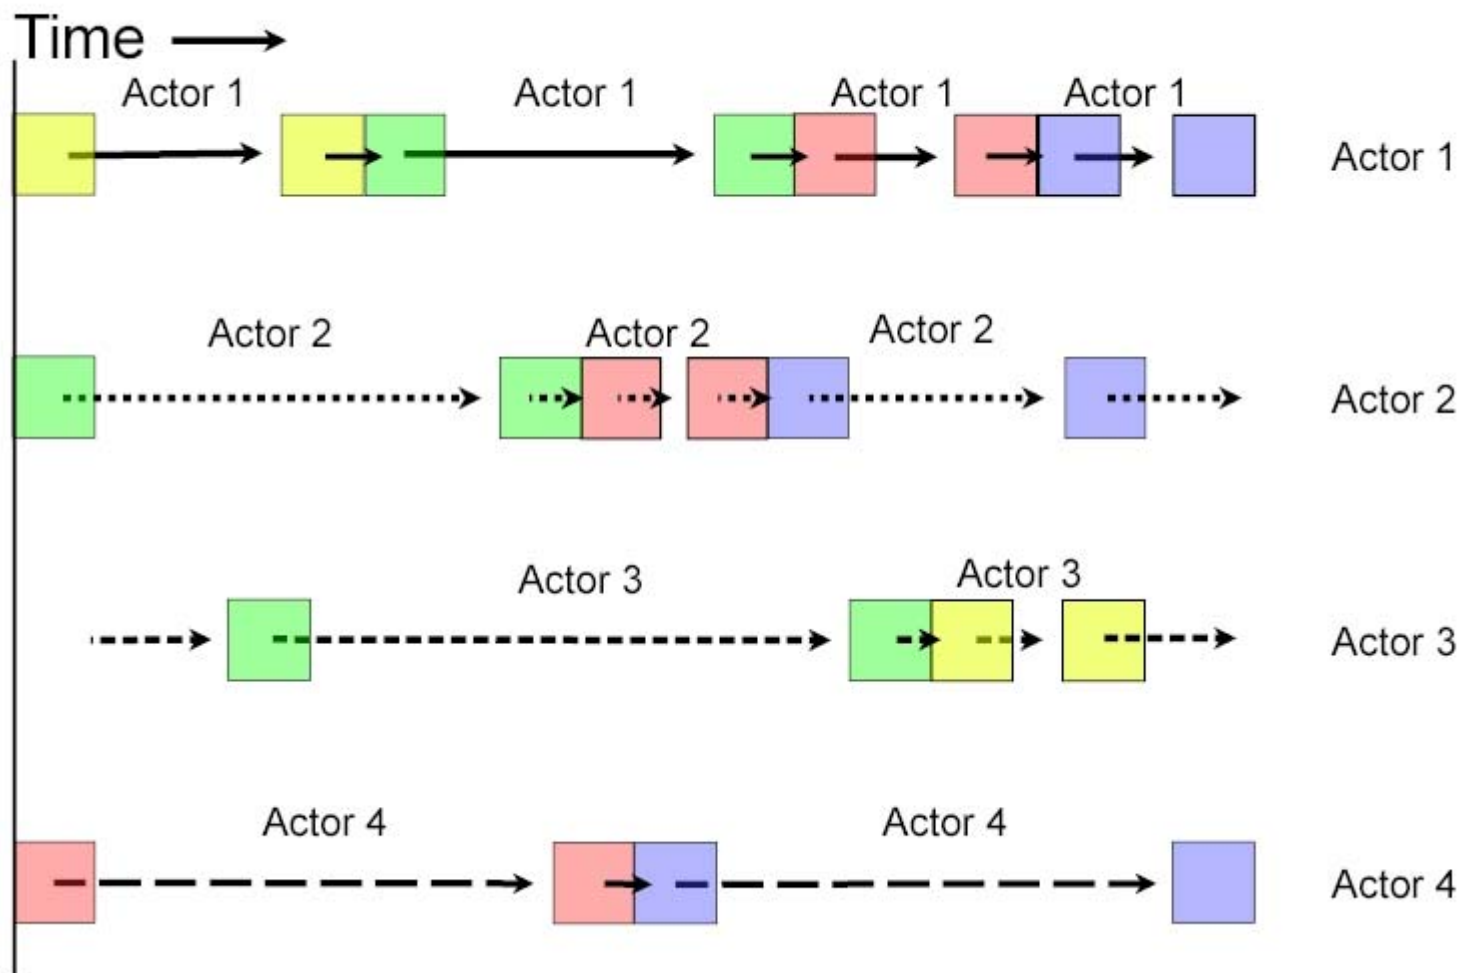 Time
Actor 1 Actor 1 Actor 1 Actor 1
Actor 1
Actor 2 Actor 2 Actor 2
Actor 2
Actor 3 Actor 3
Actor 3
Actor 4 Actor 4
Actor 4